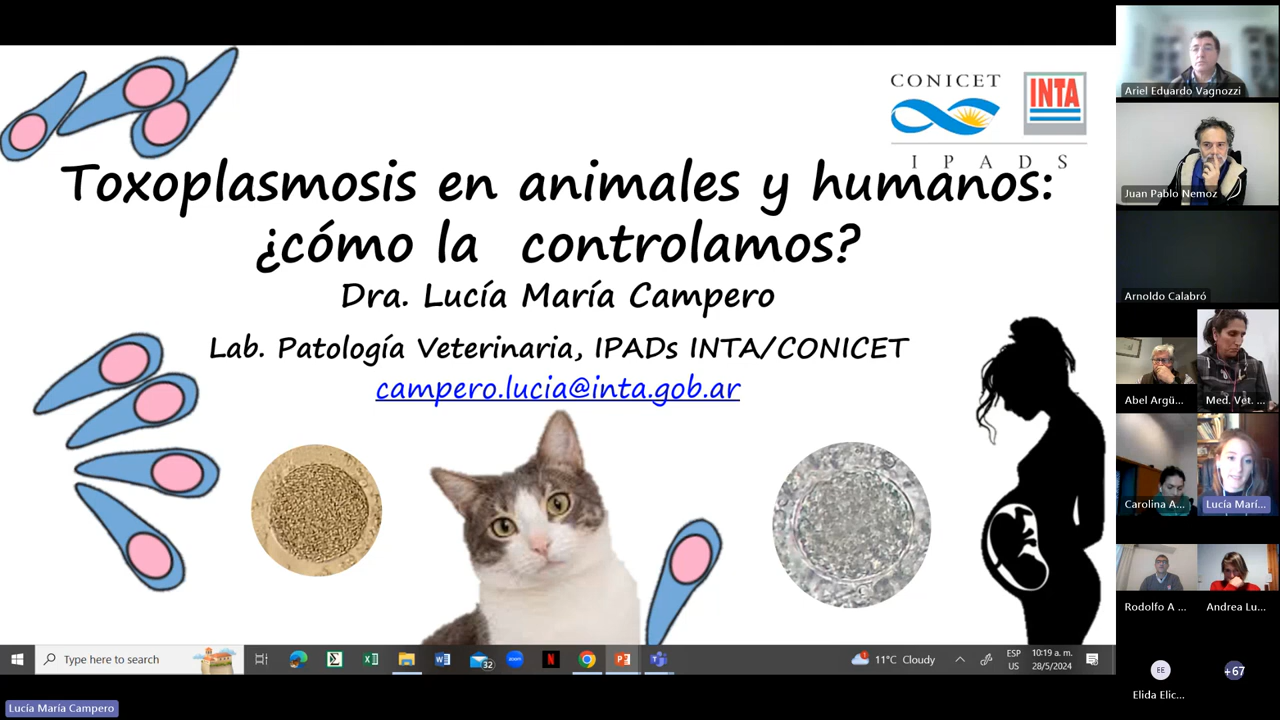 CONICET
INTA
I P A D S
Toxoplasmosis en animales y humanos:
¿cómo la controlamos?
Dra. Lucía María Campero
Lab. Patología Veterinaria, IPADs INTA/CONICET
campero.lucia@inta.gob.ar
Type here to search
32
11°C Cloudy
ESP
US
10:19 a. m.
28/5/2024
Lucía María Campero
Ariel Eduardo Vagnozzi
Juan Pablo Nemoz
Arnoldo Calabró
Abel Argü...
Med. Vet. ...
Carolina A...
Lucía Marí...
Rodolfo A ...
Andrea Lu...
EE
+67
Elida Elic...